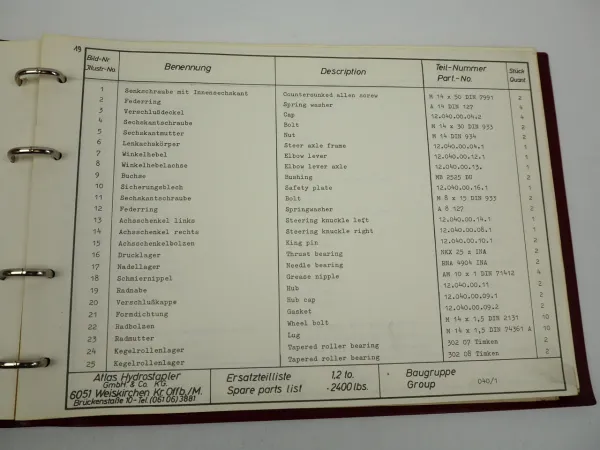 19
Bild-Nr. Benennung Description Teil-Nummer Stück
Jllustr.-No. Part.-No. Quant.
1 Senkschraube mit Innensechskant Countersunked allen screw M 14 x 50 DIN 7991 2
2 Federring Spring washer A 14 DIN 127 4
3 Verschlußdeckel Cap 12.040.00.04.2 4
4 Sechskantschraube Bolt M 14 x 30 DIN 933 2
5 Sechskantmutter Nut M 14 DIN 934 2
6 Lenkachskörper Steer axle frame 12.040.00.04.1 1
7 Winkelhebel Elbow lever 12.040.00.12.1 1
8 Winkelhebelachse Elbow lever axle 12.040.00.13. 1
9 Buchse Bushing MB 2525 DU 2
10 Sicherungsblech Safety plate 12.040.00.16.1 1
11 Sechskantschraube Bolt M 8 x 15 DIN 933 2
12 Federring Springwasher A 8 127 2
13 Achsschenkel links Steering knuckle left 12.040.00.14.1 1
14 Achsschenkel rechts Steering knuckle right 12.040.00.08.1 1
15 Achsschenkelbolzen King pin 12.040.00.10.1 2
16 Drucklager Thrust bearing NKX 25 z INA 2
17 Nadellager Needle bearing RNA 4904 INA 2
18 Schmiernippel Grease nipple AM 10 x 1 DIN 71412 4
19 Radnabe Hub 12.040.00.11 2
20 Verschlußkappe Hub cap 12.040.00.09.1 2
21 Formdichtung Gasket 12.040.00.09.2 2
22 Radbolzen Wheel bolt M 14 x 1,5 DIN 2131 10
23 Radmutter Lug M 14 x 1,5 DIN 74361 A 10
24 Kegelrollenlager Tapered roller bearing 302 07 Timken 2
25 Kegelrollenlager Tapered roller bearing 302 08 Timken 2
Atlas Hydrostapler
GmbH. & Co. K.G.
6051 Weiskirchen Kr.Offb./M.
Brückenstaße 10 - Tel. (06106) 3881
Ersatzteilliste 1,2 to.
Spare parts list - 2400 lbs.
Baugruppe
Group 040/1